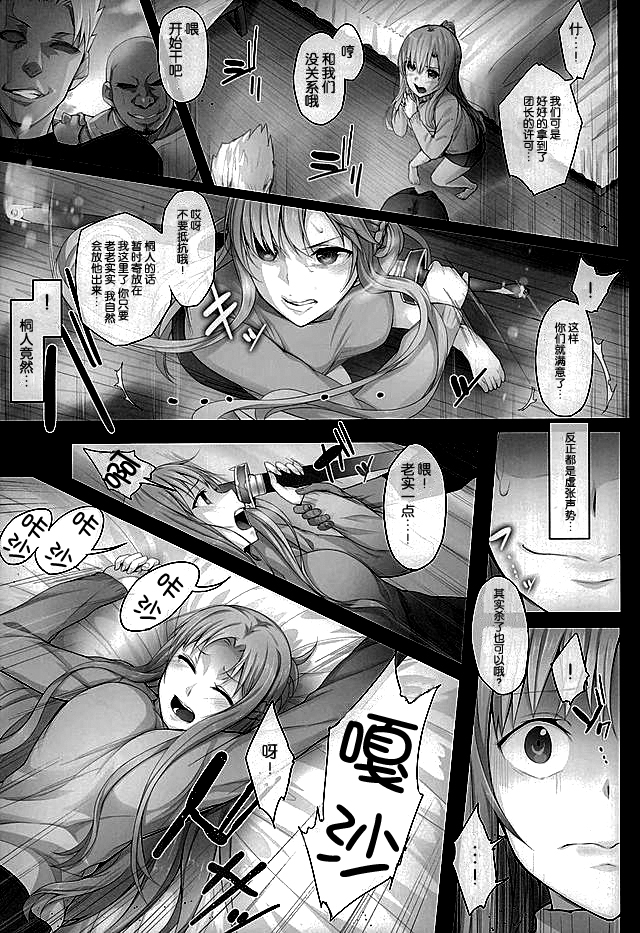 什…！
我们可是
好好的拿到了
团长的许可…
哼
和我们
没关系哦
喂
开始干吧
！
这样
你们就满意了…
哎呀
不要抵抗哦！
桐人的话
暂时寄放在
我这里了 你只要
老老实实 我自然
会放他出来…
！
桐人竟然…
反正都是虚张声势…
喂！
老实一点…！
其实杀了也可以哦？
！
…！
咔沙
咔沙
咔沙
呀！
嘎沙